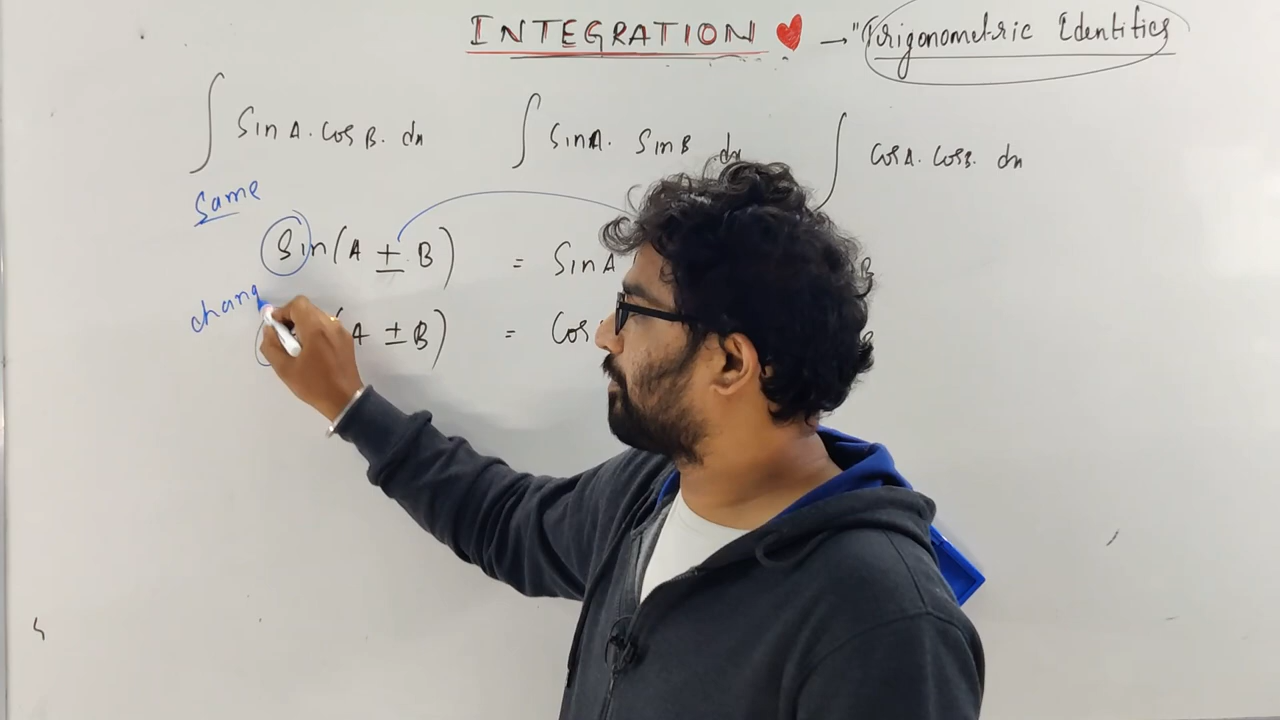 INTEGRATION ❤ → "Trigonometric Identities
∫ Sin A . Cos B . dx ∫ Sin A . Sin B dx ∫ Cos A . Cos B . dx
Same
Sin(A ± B) = Sin A B
chang
A ± B) = Cos B